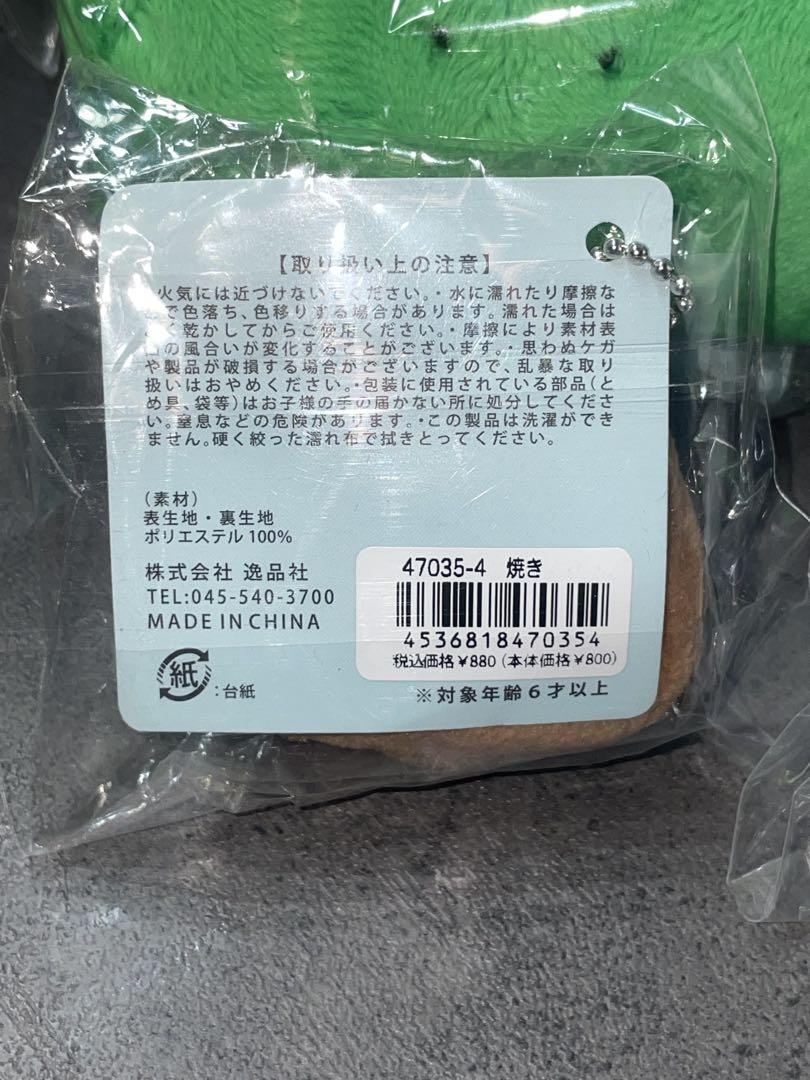 【取り扱い上の注意】
火気には近づけないでください。・水に濡れたり摩擦な
で色落ち、色移りする場合があります。濡れた場合は
く乾かしてからご使用ください。・摩擦により素材表
の風合いが変化することがございます。・思わぬケガ
や製品が破損する場合がございますので、乱暴な取り
扱いはおやめください。・包装に使用されている部品(と
め具、袋等)はお子様の手の届かない所に処分してくださ
い。窒息などの危険があります。・この製品は洗濯ができ
ません。硬く絞った濡れ布で拭きとってください。
(素材)
表生地・裏生地
ポリエステル 100%
株式会社 逸品社
TEL:045-540-3700
MADE IN CHINA
紙:台紙
47035-4 焼き
4536818470354
税込価格¥880(本体価格¥800)
※対象年齢6才以上